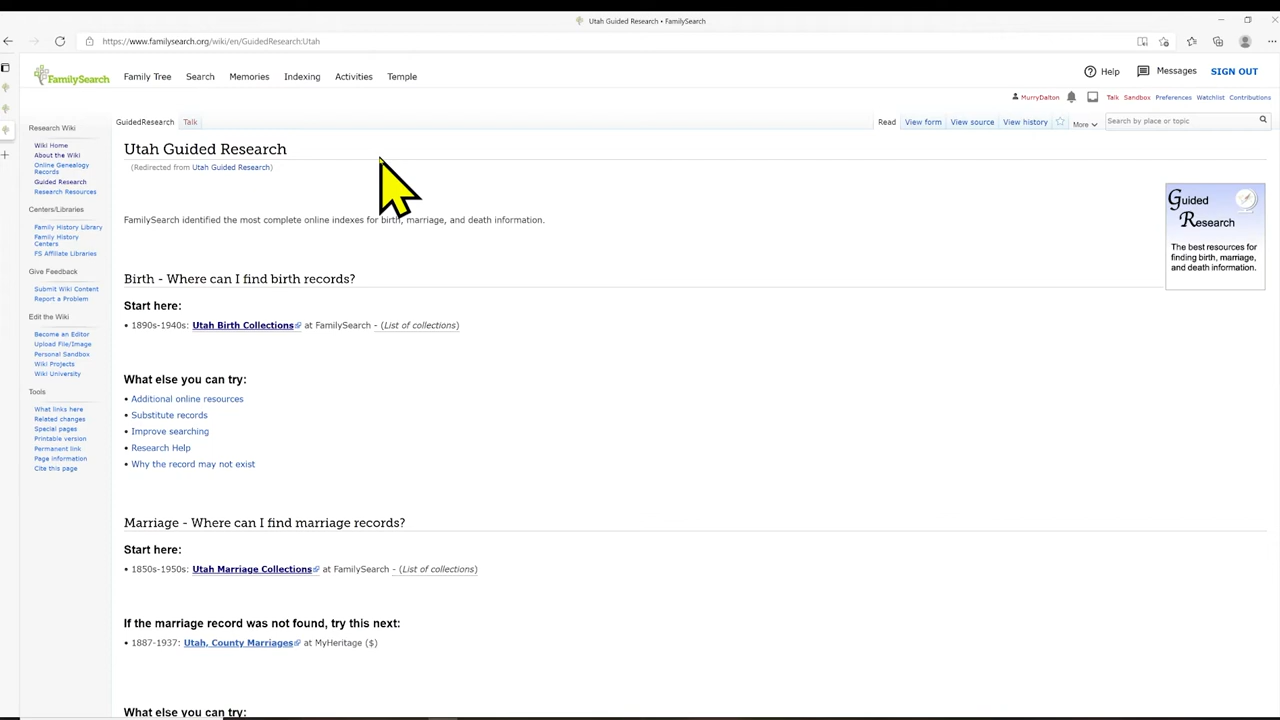 Utah Guided Research • FamilySearch
https://www.familysearch.org/wiki/en/GuidedResearch:Utah
FamilySearch
Family Tree Search Memories Indexing Activities Temple
Help Messages SIGN OUT
MurryDalton Talk Sandbox Preferences Watchlist Contributions
GuidedResearch Talk
Read View form View source View history More Search by place or topic
Research Wiki
Wiki Home
About the Wiki
Online Genealogy
Records
Guided Research
Research Resources
Centers/Libraries
Family History Library
Family History
Centers
FS Affiliate Libraries
Give Feedback
Submit Wiki Content
Report a Problem
Edit the Wiki
Become an Editor
Upload File/Image
Personal Sandbox
Wiki Projects
Wiki University
Tools
What links here
Related changes
Special pages
Printable version
Permanent link
Page information
Cite this page
Utah Guided Research
(Redirected from Utah Guided Research)
FamilySearch identified the most complete online indexes for birth, marriage, and death information.
Guided
Research
The best resources for
finding birth, marriage,
and death information.
Birth - Where can I find birth records?
Start here:
• 1890s-1940s: Utah Birth Collections at FamilySearch - (List of collections)
What else you can try:
• Additional online resources
• Substitute records
• Improve searching
• Research Help
• Why the record may not exist
Marriage - Where can I find marriage records?
Start here:
• 1850s-1950s: Utah Marriage Collections at FamilySearch - (List of collections)
If the marriage record was not found, try this next:
• 1887-1937: Utah, County Marriages at MyHeritage ($)
What else you can try: